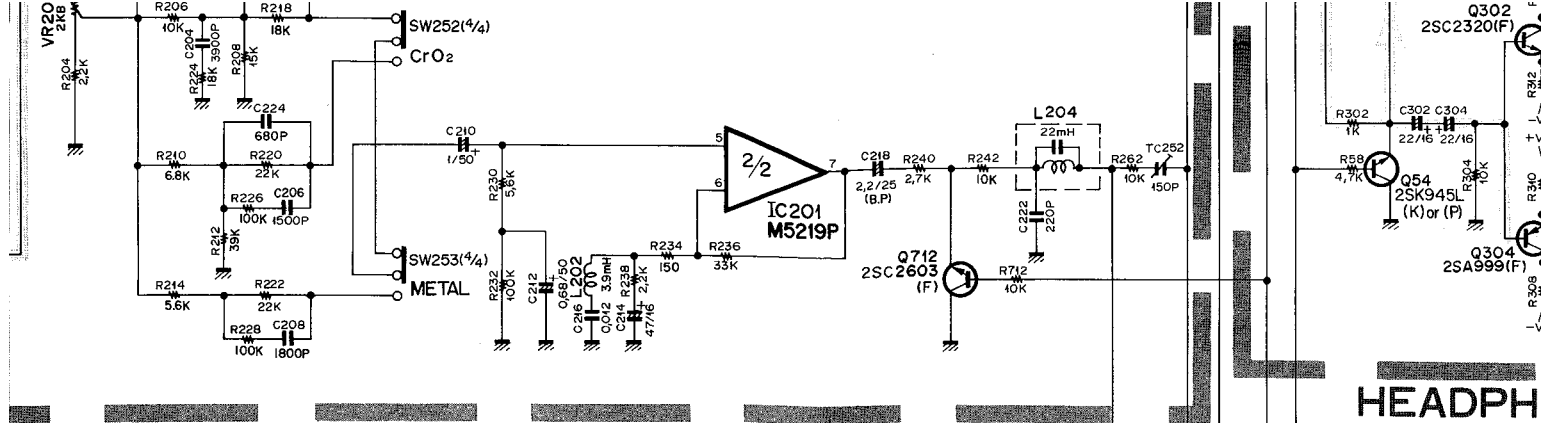 VR20
2KB
R204
2,2K
R206
10K
C204
3900P
R224
18K
R208
15K
R218
18K
SW252(4/4)
CrO2
C224
680P
R210
6.8K
R220
22K
R226
100K
C206
1500P
R212
39K
SW253(4/4)
METAL
R214
5.6K
R222
22K
R228
100K
C208
1800P
C210
1/50
+
R230
5,6K
R232
100K
C212
0,68/50
+
L202
3.9mH
C216
0,012
R238
2,2K
C214
47/16
+
R234
150
R236
33K
5
6
7
2/2
IC201
M5219P
C218
2,2/25
(B.P)
R240
2,7K
R242
10K
L204
22mH
C222
220P
R262
10K
TC252
150P
Q712
2SC2603
(F)
R712
10K
R302
1K
C302
22/16
+
C304
22/16
R304
10K
R58
4,7K
Q54
2SK945L
(K) or (P)
Q302
2SC2320(F)
R312
-V
+V
R310
Q304
2SA999(F)
R308
-V
HEADPH